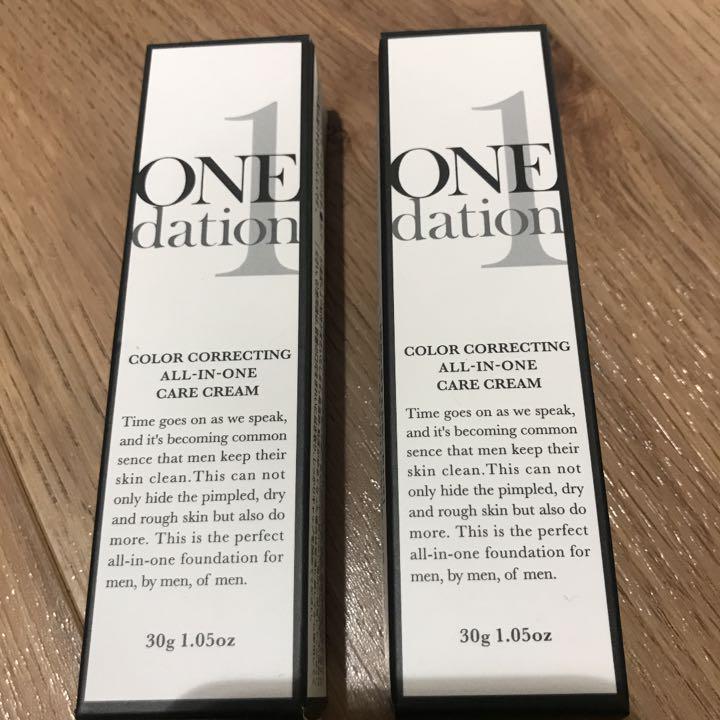 1
ONE
dation
COLOR CORRECTING
ALL-IN-ONE
CARE CREAM
Time goes on as we speak,
and it's becoming common
sence that men keep their
skin clean.This can not
only hide the pimpled, dry
and rough skin but also do
more. This is the perfect
all-in-one foundation for
men, by men, of men.
30g 1.05oz
1
ONE
dation
COLOR CORRECTING
ALL-IN-ONE
CARE CREAM
Time goes on as we speak,
and it's becoming common
sence that men keep their
skin clean.This can not
only hide the pimpled, dry
and rough skin but also do
more. This is the perfect
all-in-one foundation for
men, by men, of men.
30g 1.05oz